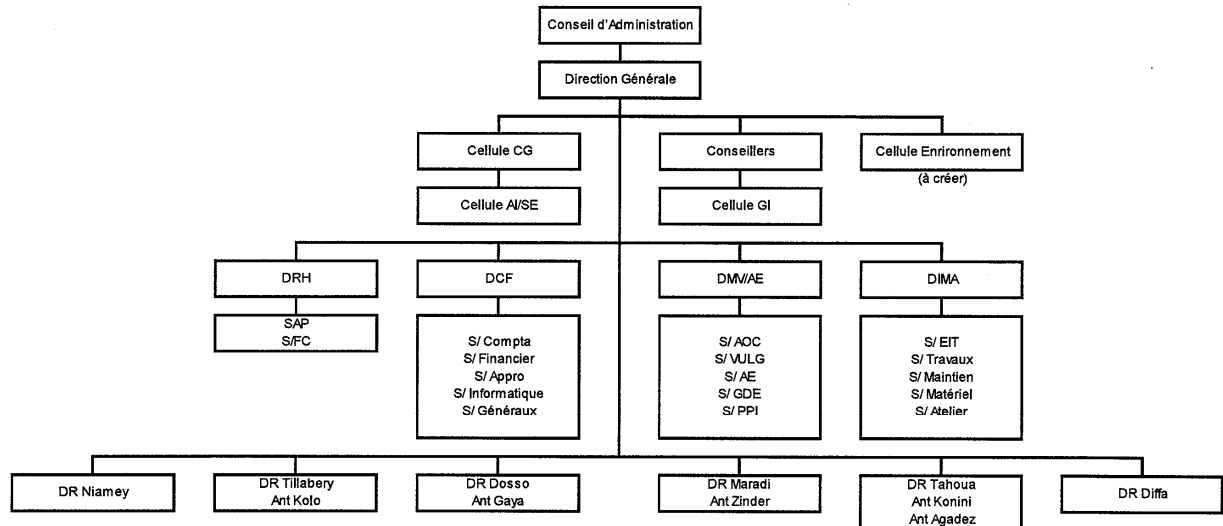 Conseil d'Administration
Direction Générale
Cellule CG
Conseillers
Cellule Enrironnement
(à créer)
Cellule AI/SE
Cellule GI
DRH
DCF
DMV/AE
DIMA
SAP
S/FC
S/ Compta
S/ Financier
S/ Appro
S/ Informatique
S/ Généraux
S/ AOC
S/ VULG
S/ AE
S/ GDE
S/ PPI
S/ EIT
S/ Travaux
S/ Maintien
S/ Matériel
S/ Atelier
DR Niamey
DR Tillabery
Ant Kolo
DR Dosso
Ant Gaya
DR Maradi
Ant Zinder
DR Tahoua
Ant Konini
Ant Agadez
DR Diffa